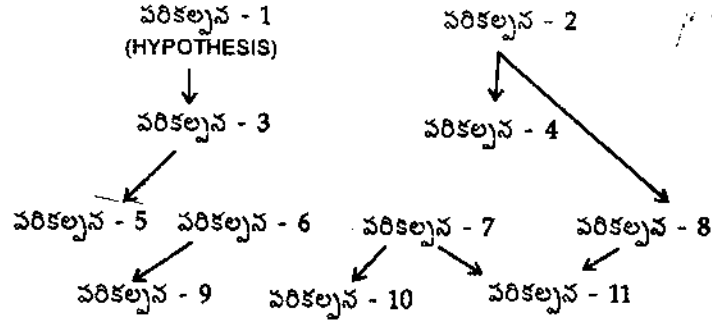 పరికల్పన - 1 పరికల్పన - 2
(HYPOTHESIS)
పరికల్పన - 3 పరికల్పన - 4
పరికల్పన - 5 పరికల్పన - 6 పరికల్పన - 7 పరికల్పన - 8
పరికల్పన - 9 పరికల్పన - 10 పరికల్పన - 11